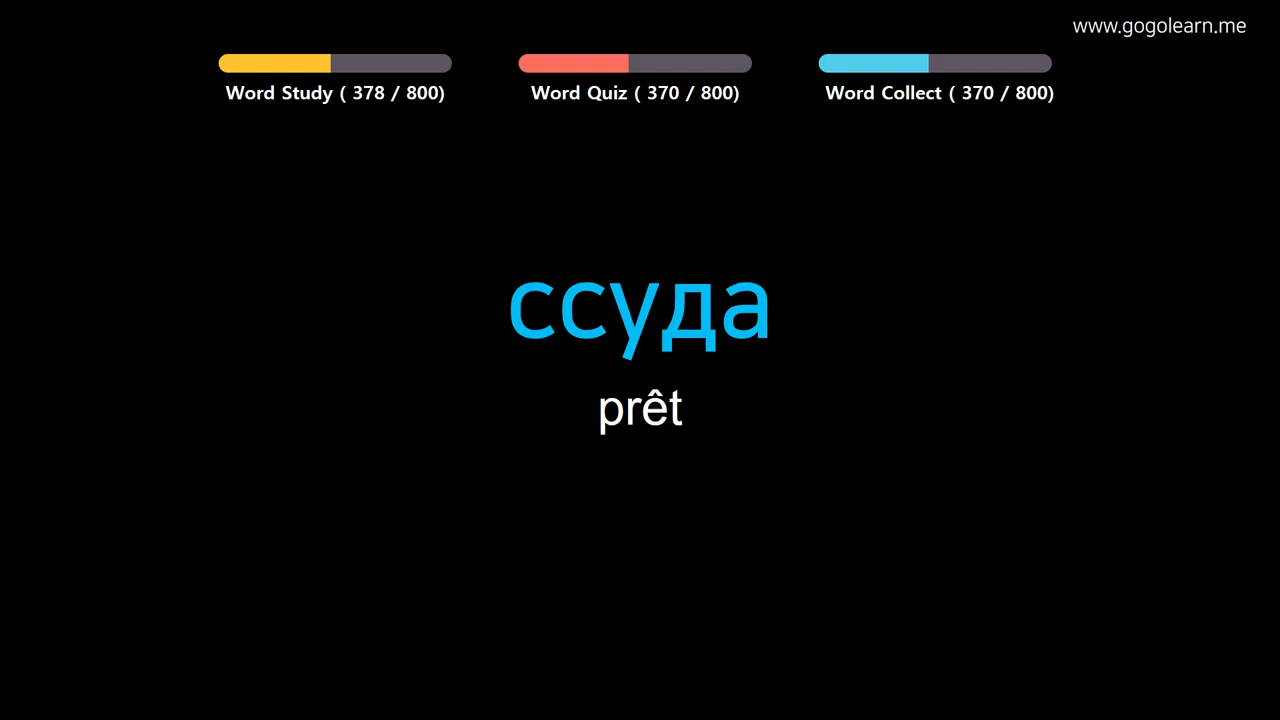 www.gogolearn.me
Word Study ( 378 / 800)
Word Quiz ( 370 / 800)
Word Collect ( 370 / 800)
ссуда
prêt